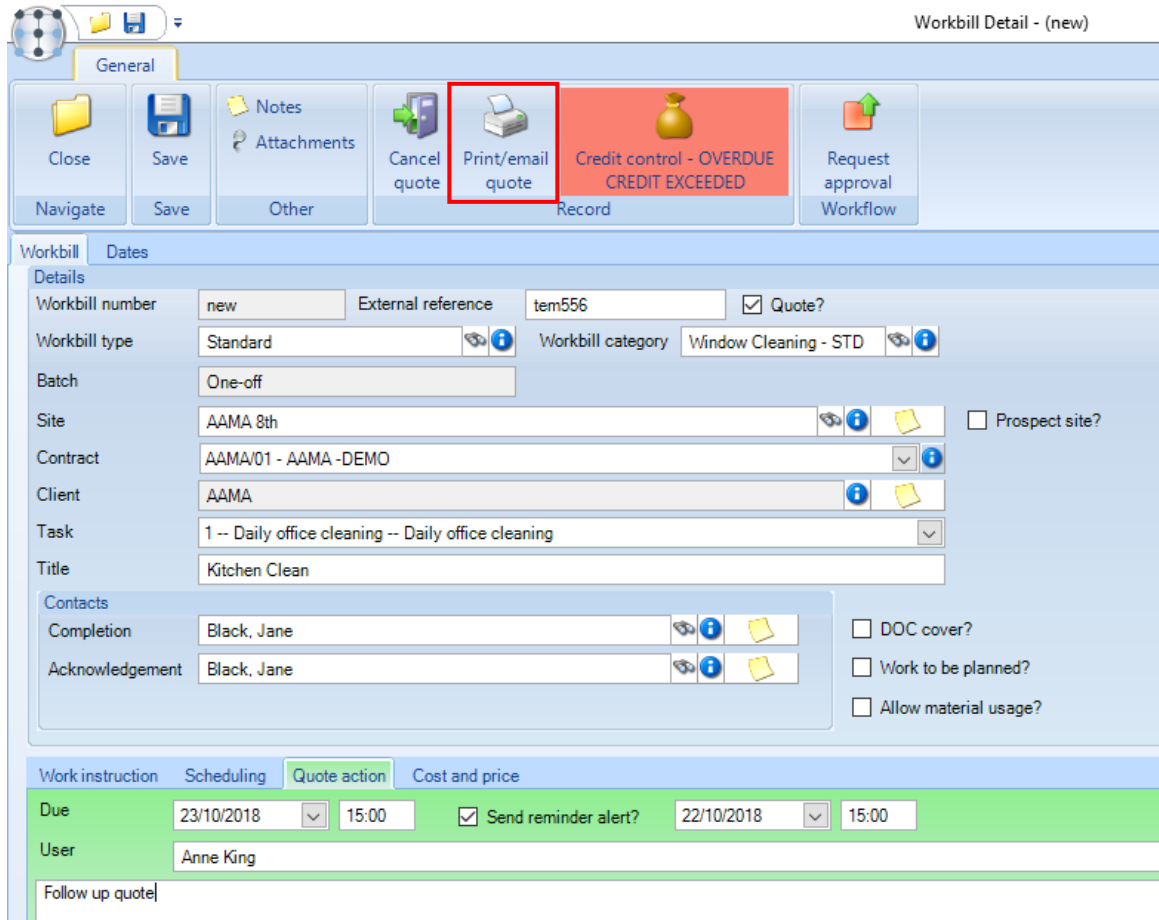 Workbill Detail - (new)
General
Close
Save
Notes
Attachments
Cancel quote
Print/email quote
Credit control - OVERDUE CREDIT EXCEEDED
Request approval
Navigate
Save
Other
Record
Workflow
Workbill Dates
Details
Workbill number new External reference tem556 Quote?
Workbill type Standard Workbill category Window Cleaning - STD
Batch One-off
Site AAMA 8th Prospect site?
Contract AAMA/01 - AAMA -DEMO
Client AAMA
Task 1 -- Daily office cleaning -- Daily office cleaning
Title Kitchen Clean
Contacts
Completion Black, Jane DOC cover?
Acknowledgement Black, Jane Work to be planned?
Allow material usage?
Work instruction Scheduling Quote action Cost and price
Due 23/10/2018 15:00 Send reminder alert? 22/10/2018 15:00
User Anne King
Follow up quote